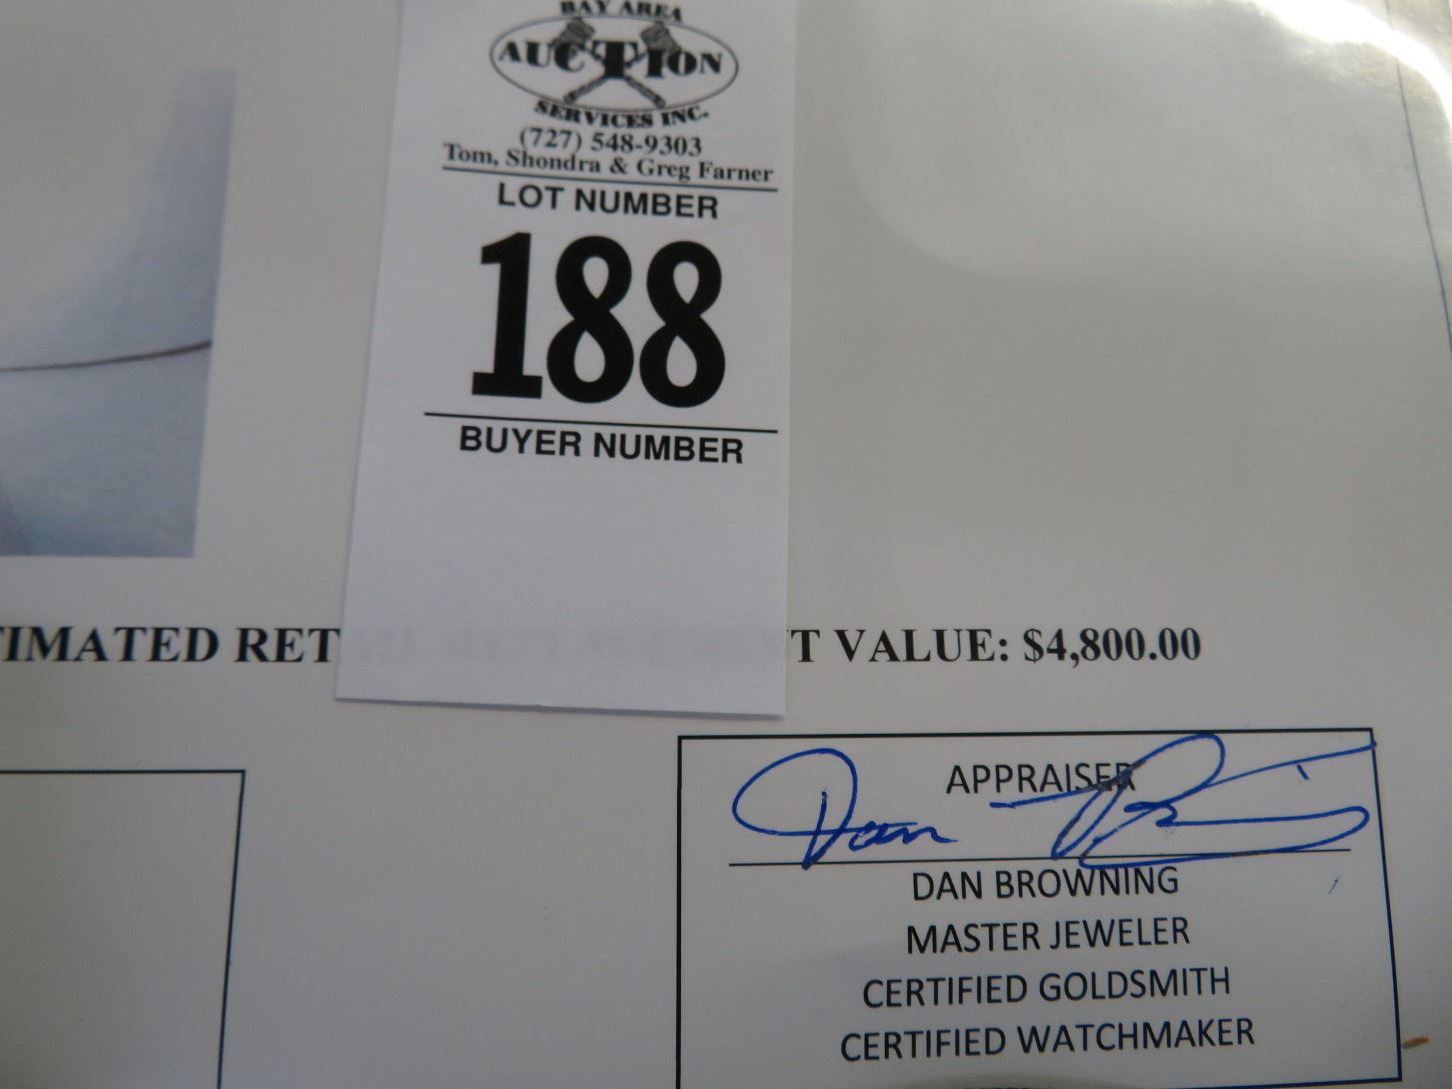 BAY AREA
AUCTION
SERVICES INC.
(727) 548-9303
Tom, Shondra & Greg Farner
LOT NUMBER
188
BUYER NUMBER
TIMATED RET T VALUE: $4,800.00
APPRAISER
Dan
DAN BROWNING
MASTER JEWELER
CERTIFIED GOLDSMITH
CERTIFIED WATCHMAKER